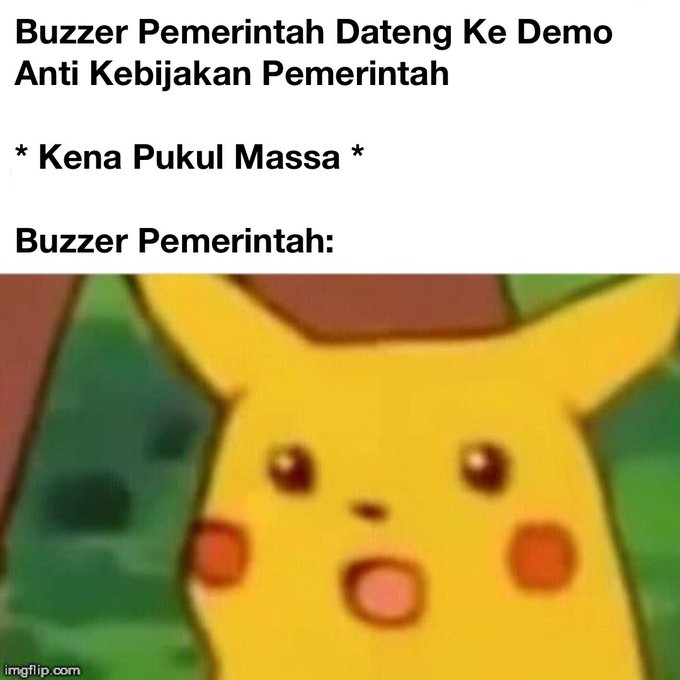 Buzzer Pemerintah Dateng Ke Demo
Anti Kebijakan Pemerintah
* Kena Pukul Massa *
Buzzer Pemerintah:
imgflip.com